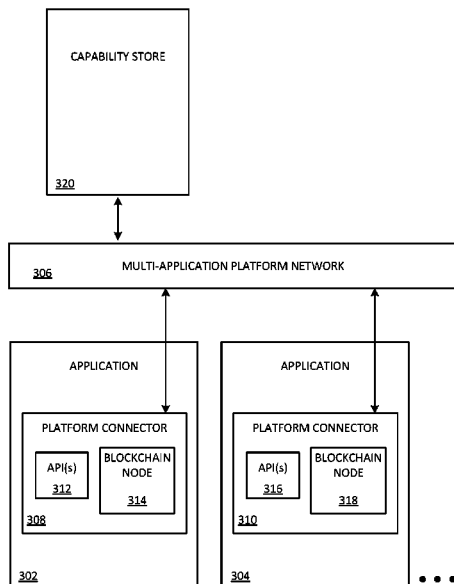 CAPABILITY STORE
320
306
MULTI-APPLICATION PLATFORM NETWORK
APPLICATION
PLATFORM CONNECTOR
API(s)
312
BLOCKCHAIN
NODE
314
308
302
APPLICATION
PLATFORM CONNECTOR
API(s)
316
BLOCKCHAIN
NODE
318
310
304